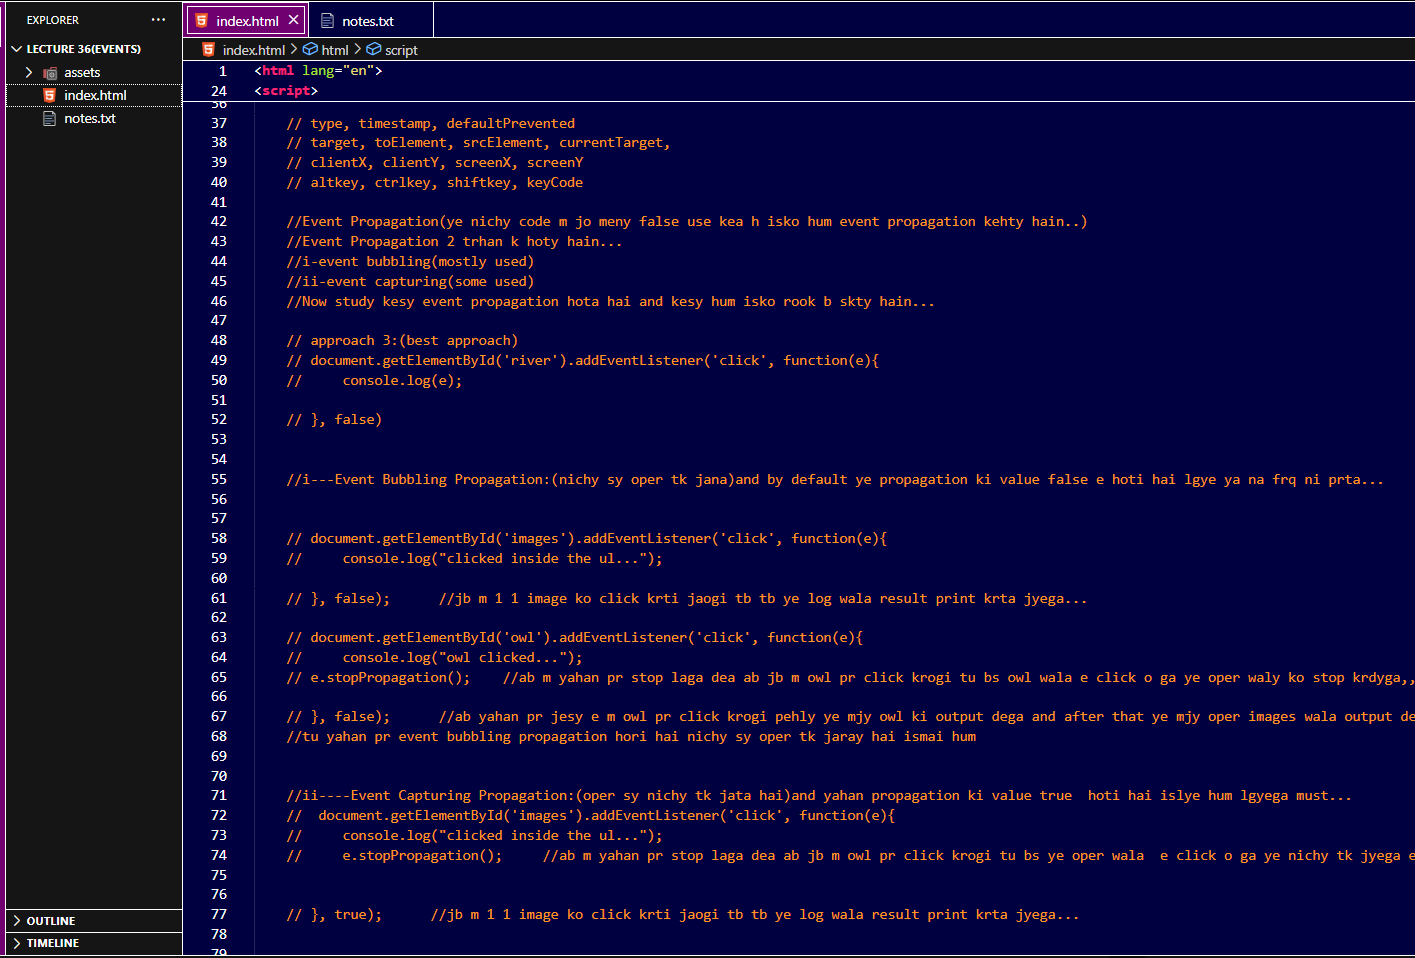 EXPLORER
LECTURE 36(EVENTS)
assets
index.html
notes.txt
OUTLINE
TIMELINE
index.html
notes.txt
index.html > html > script
1 <html lang="en">
24 <script>
36
37 // type, timestamp, defaultPrevented
38 // target, toElement, srcElement, currentTarget,
39 // clientX, clientY, screenX, screenY
40 // altkey, ctrlkey, shiftkey, keyCode
41
42 //Event Propagation(ye nichy code m jo meny false use kea h isko hum event propagation kehty hain..)
43 //Event Propagation 2 trhan k hoty hain...
44 //i-event bubbling(mostly used)
45 //ii-event capturing(some used)
46 //Now study kesy event propagation hota hai and kesy hum isko rook b skty hain...
47
48 // approach 3:(best approach)
49 // document.getElementById('river').addEventListener('click', function(e){
50 //     console.log(e);
51
52 // }, false)
53
54
55 //i---Event Bubbling Propagation:(nichy sy oper tk jana)and by default ye propagation ki value false e hoti hai lgye ya na frq ni prta...
56
57
58 // document.getElementById('images').addEventListener('click', function(e){
59 //     console.log("clicked inside the ul...");
60
61 // }, false);      //jb m 1 1 image ko click krti jaogi tb tb ye log wala result print krta jyega...
62
63 // document.getElementById('owl').addEventListener('click', function(e){
64 //     console.log("owl clicked...");
65 // e.stopPropagation();    //ab m yahan pr stop laga dea ab jb m owl pr click krogi tu bs owl wala e click o ga ye oper waly ko stop krdyga,,
66
67 // }, false);      //ab yahan pr jesy e m owl pr click krogi pehly ye mjy owl ki output dega and after that ye mjy oper images wala output de
68 //tu yahan pr event bubbling propagation hori hai nichy sy oper tk jaray hai ismai hum
69
70
71 //ii----Event Capturing Propagation:(oper sy nichy tk jata hai)and yahan propagation ki value true  hoti hai islye hum lgyega must...
72 //  document.getElementById('images').addEventListener('click', function(e){
73 //     console.log("clicked inside the ul...");
74 //     e.stopPropagation();     //ab m yahan pr stop laga dea ab jb m owl pr click krogi tu bs ye oper wala  e click o ga ye nichy tk jyega e
75
76
77 // }, true);      //jb m 1 1 image ko click krti jaogi tb tb ye log wala result print krta jyega...
78
79